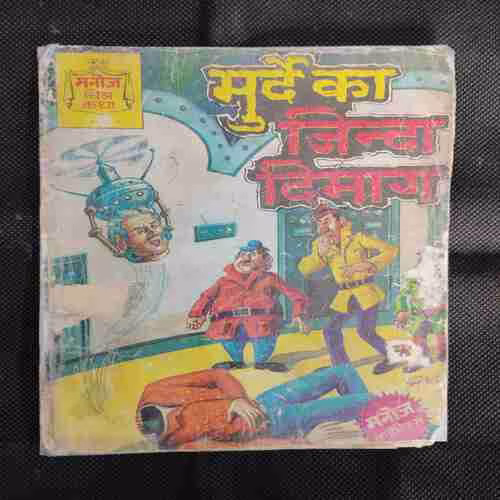 मनोज
चित्र
कथा
मुर्दे का
जिन्दा
दिमाग
मनोज